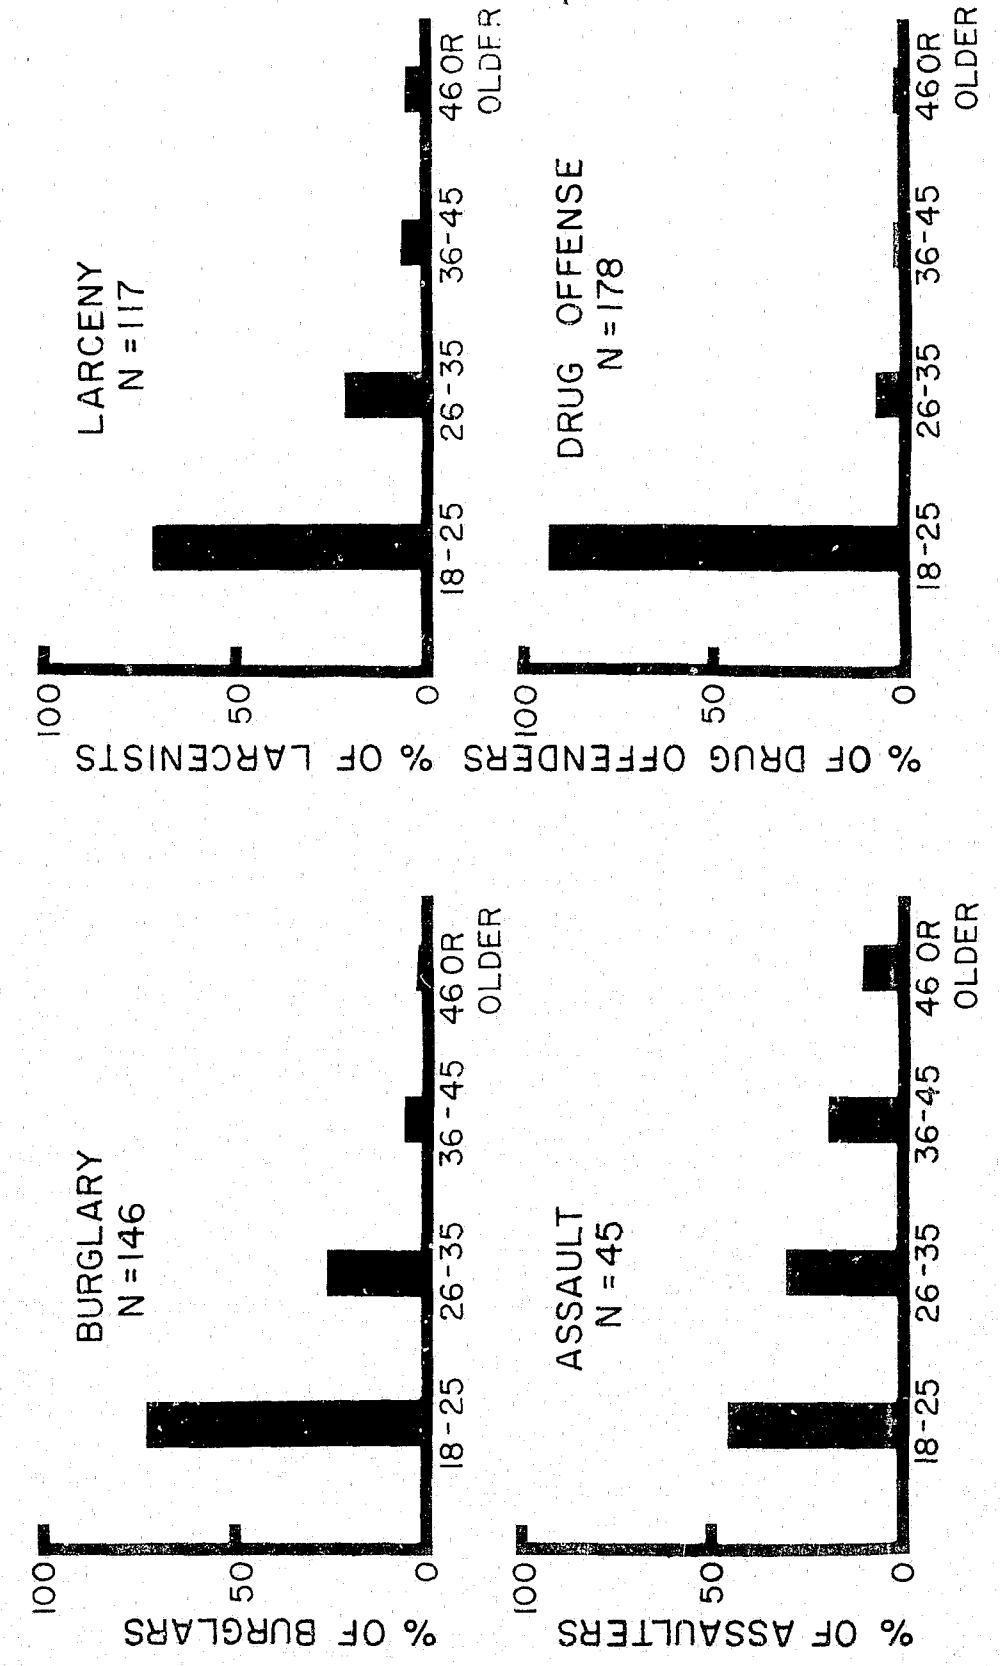 BURGLARY
N = 146
% OF BURGLARS
100
50
0
18-25
26-35
36-45
46 OR
OLDER
LARCENY
N = 117
% OF LARCENISTS
100
50
0
18-25
26-35
36-45
46 OR
OLDER
ASSAULT
N = 45
% OF ASSAULTERS
100
50
0
18-25
26-35
36-45
46 OR
OLDER
DRUG OFFENSE
N = 178
% OF DRUG OFFENDERS
100
50
0
18-25
26-35
36-45
46 OR
OLDER